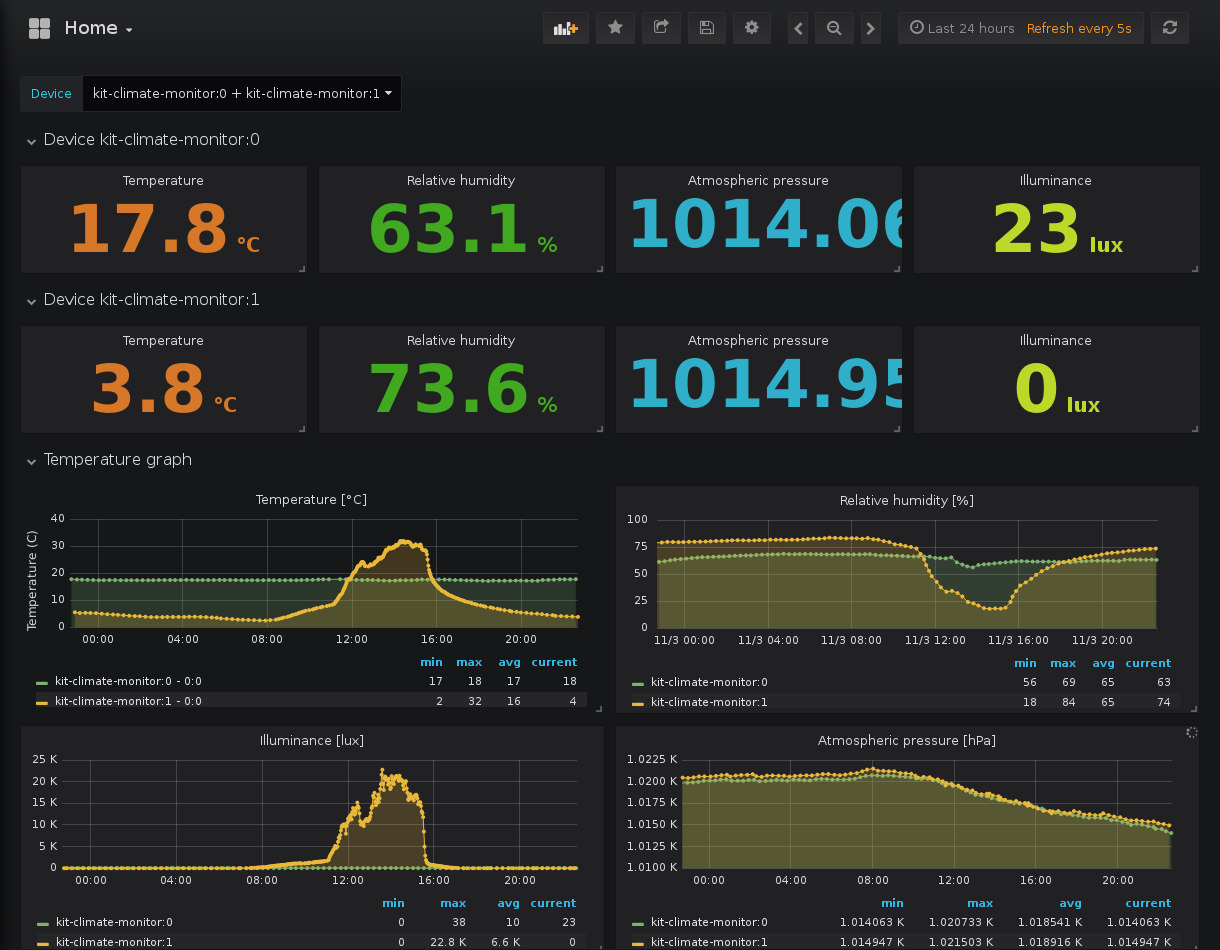 Home
Last 24 hours Refresh every 5s
Device kit-climate-monitor:0 + kit-climate-monitor:1
Device kit-climate-monitor:0
Temperature Relative humidity Atmospheric pressure Illuminance
17.8 °C 63.1 % 1014.06 23 lux
Device kit-climate-monitor:1
Temperature Relative humidity Atmospheric pressure Illuminance
3.8 °C 73.6 % 1014.95 0 lux
Temperature graph
Temperature [°C]
Temperature (C)
40
30
20
10
0
00:00 04:00 08:00 12:00 16:00 20:00
min max avg current
kit-climate-monitor:0 - 0:0 17 18 17 18
kit-climate-monitor:1 - 0:0 2 32 16 4
Relative humidity [%]
100
75
50
25
0
11/3 00:00 11/3 04:00 11/3 08:00 11/3 12:00 11/3 16:00 11/3 20:00
min max avg current
kit-climate-monitor:0 56 69 65 63
kit-climate-monitor:1 18 84 65 74
Illuminance [lux]
25 K
20 K
15 K
10 K
5 K
0
00:00 04:00 08:00 12:00 16:00 20:00
min max avg current
kit-climate-monitor:0 0 38 10 23
kit-climate-monitor:1 0 22.8 K 6.6 K 0
Atmospheric pressure [hPa]
1.0225 K
1.0200 K
1.0175 K
1.0150 K
1.0125 K
1.0100 K
00:00 04:00 08:00 12:00 16:00 20:00
min max avg current
kit-climate-monitor:0 1.014063 K 1.020733 K 1.018541 K 1.014063 K
kit-climate-monitor:1 1.014947 K 1.021503 K 1.018916 K 1.014947 K